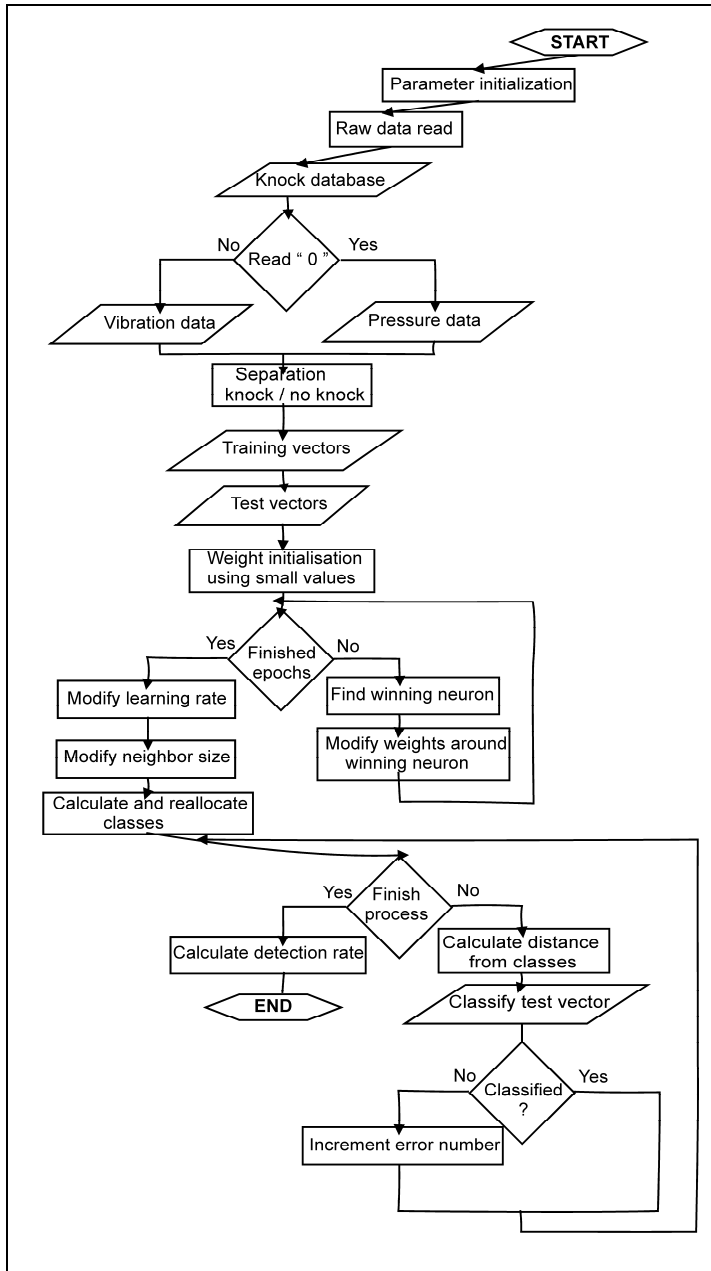 START
Parameter initialization
Raw data read
Knock database
No
Yes
Read “ 0 ”
Vibration data
Pressure data
Separation
knock / no knock
Training vectors
Test vectors
Weight initialisation
using small values
Yes
No
Finished
epochs
Modify learning rate
Find winning neuron
Modify neighbor size
Modify weights around
winning neuron
Calculate and reallocate
classes
Yes
No
Finish
process
Calculate detection rate
Calculate distance
from classes
END
Classify test vector
No
Yes
Classified
?
Increment error number